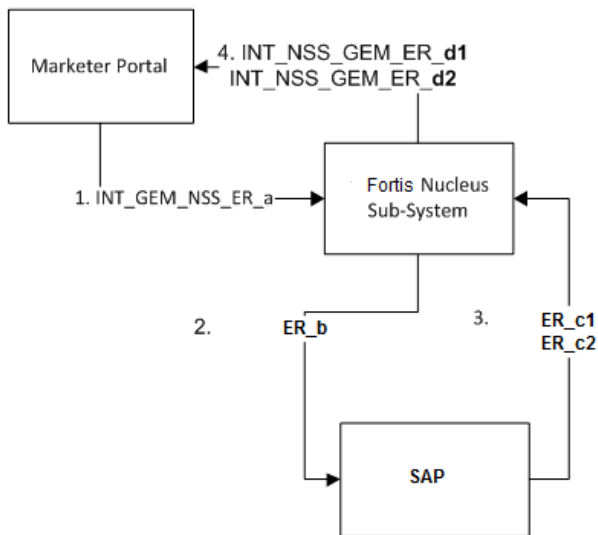 Marketer Portal
4. INT_NSS_GEM_ER_d1
INT_NSS_GEM_ER_d2
1. INT_GEM_NSS_ER_a
Fortis Nucleus
Sub-System
2.
ER_b
3.
ER_c1
ER_c2
SAP